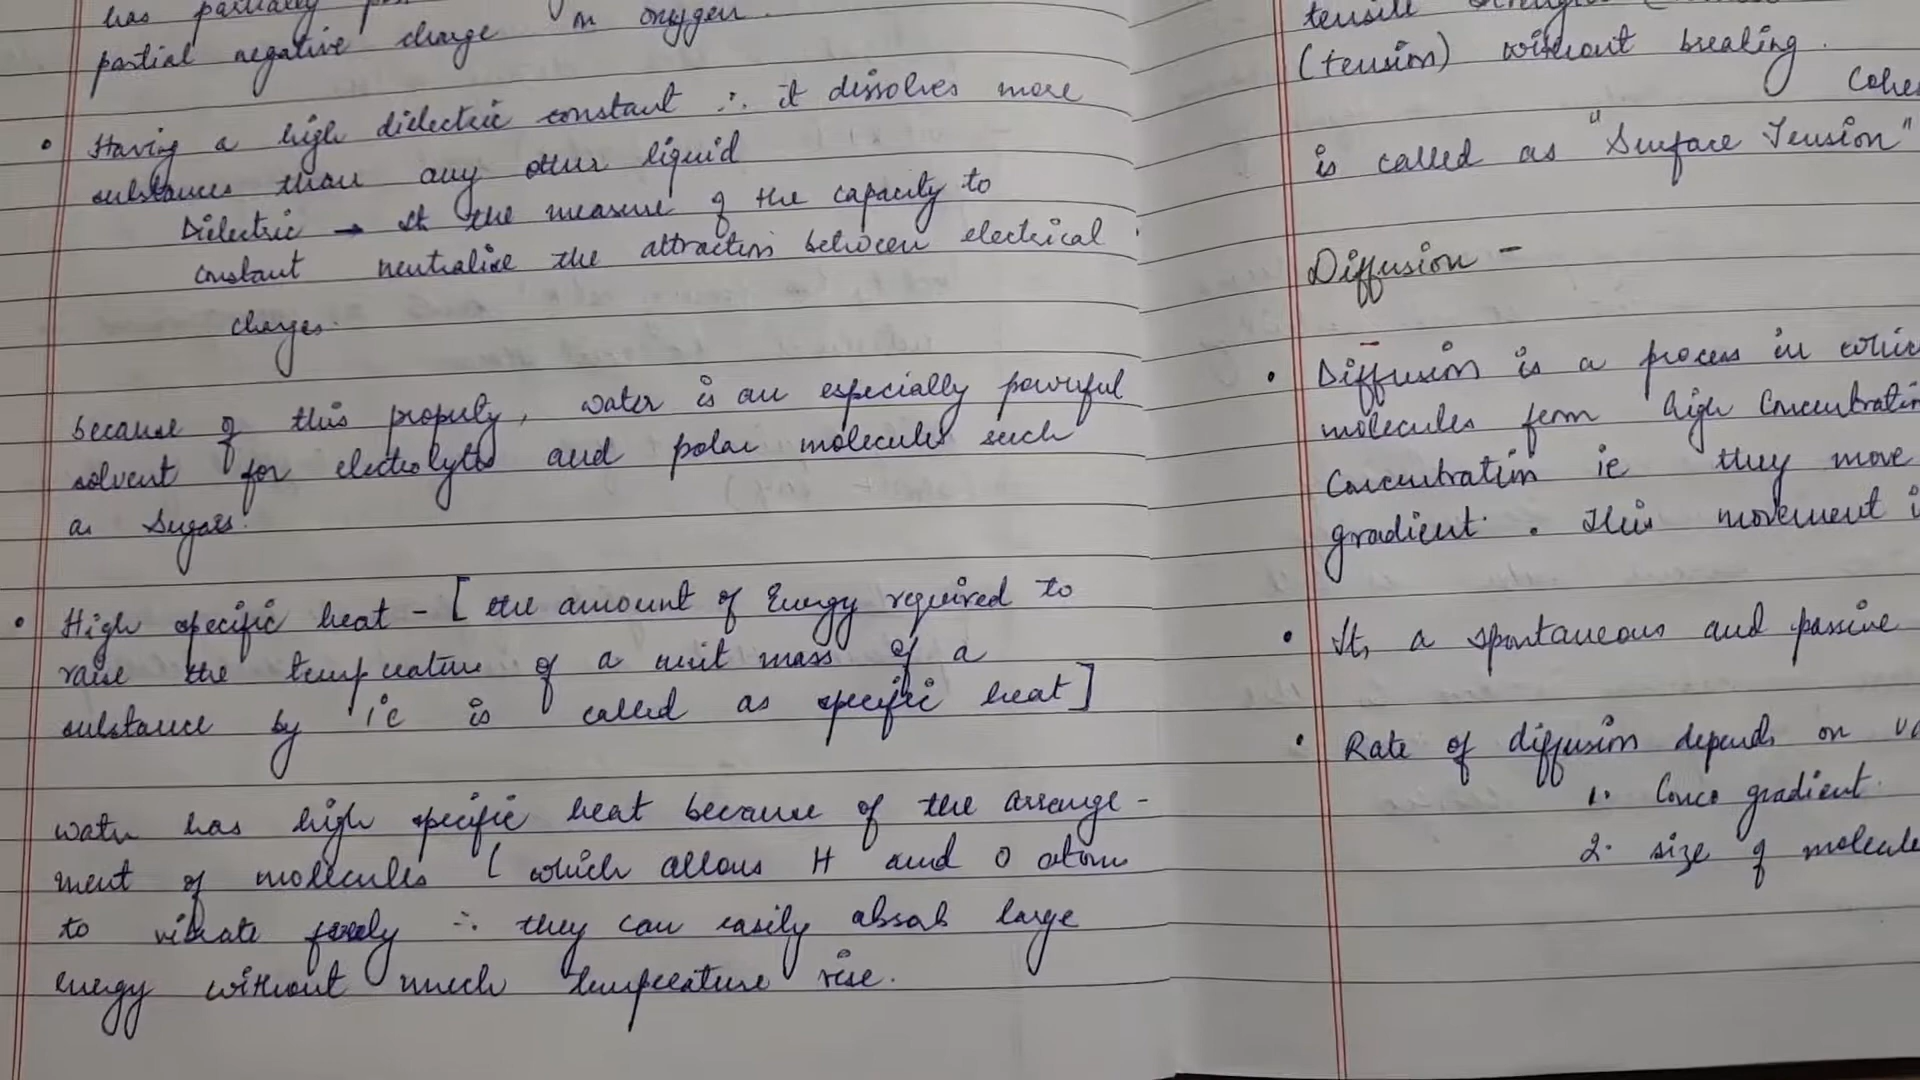 has partially
partial negative charge on oxygen.
• Having a high dielectric constant ∴ it dissolves more
substances than any other liquid
Dielectric → It the measure of the capacity to
constant neutralise the attraction between electrical
charges.
because of this property, water is an especially powerful
solvent for electrolytes and polar molecules such
as sugars.
• High specific heat - [ the amount of Energy required to
raise the temperature of a unit mass of a
substance by 1°C is called as specific heat]
water has high specific heat because of the arrange-
ment of molecules ( which allows H and O atom
to vibrate freely ∴ they can easily absorb large
energy without much temperature rise.
tensile
(tension) without breaking.
is called as "Surface Tension"
Diffusion -
• Diffusion is a process in
molecules form high
Concentration ie they move
gradient. This movement
• Its a spontaneous and passive
• Rate of diffusion depends on
1. Conco gradient.
2. size of